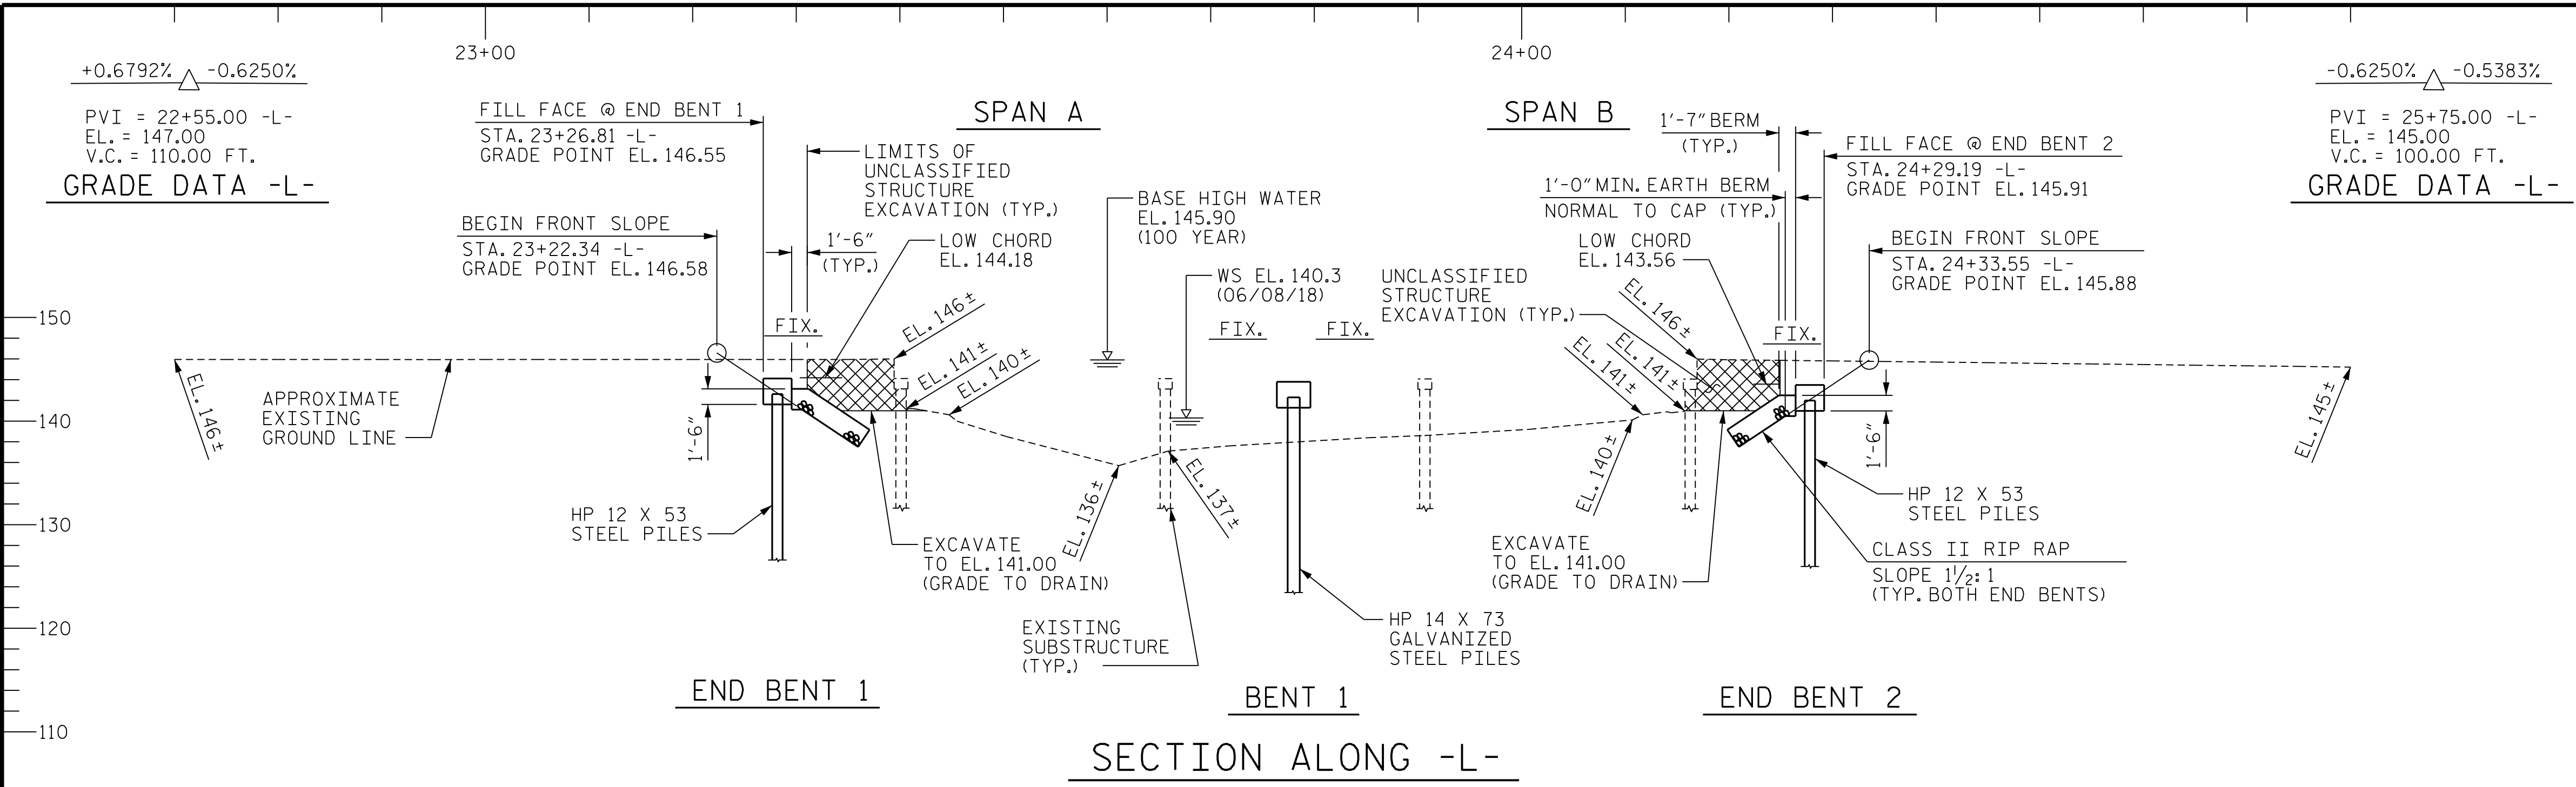 23+00
24+00
+0.6792% -0.6250%
PVI = 22+55.00 -L-
EL. = 147.00
V.C. = 110.00 FT.
GRADE DATA -L-
FILL FACE @ END BENT 1
STA. 23+26.81 -L-
GRADE POINT EL. 146.55
BEGIN FRONT SLOPE
STA. 23+22.34 -L-
GRADE POINT EL. 146.58
SPAN A
LIMITS OF
UNCLASSIFIED
STRUCTURE
EXCAVATION (TYP.)
1'-6"
(TYP.)
LOW CHORD
EL. 144.18
BASE HIGH WATER
EL. 145.90
(100 YEAR)
WS EL. 140.3
(06/08/18)
SPAN B
1'-7" BERM
(TYP.)
1'-0" MIN. EARTH BERM
NORMAL TO CAP (TYP.)
LOW CHORD
EL. 143.56
UNCLASSIFIED
STRUCTURE
EXCAVATION (TYP.)
FILL FACE @ END BENT 2
STA. 24+29.19 -L-
GRADE POINT EL. 145.91
BEGIN FRONT SLOPE
STA. 24+33.55 -L-
GRADE POINT EL. 145.88
-0.6250% -0.5383%
PVI = 25+75.00 -L-
EL. = 145.00
V.C. = 100.00 FT.
GRADE DATA -L-
150
140
130
120
110
FIX.
FIX.
FIX.
FIX.
EL. 146±
APPROXIMATE
EXISTING
GROUND LINE
1'-6"
EL. 146±
EL. 141±
EL. 140±
EL. 136±
EL. 137±
EL. 146±
EL. 141±
EL. 141±
EL. 140±
1'-6"
EL. 145±
HP 12 X 53
STEEL PILES
EXCAVATE
TO EL. 141.00
(GRADE TO DRAIN)
EXISTING
SUBSTRUCTURE
(TYP.)
HP 14 X 73
GALVANIZED
STEEL PILES
EXCAVATE
TO EL. 141.00
(GRADE TO DRAIN)
HP 12 X 53
STEEL PILES
CLASS II RIP RAP
SLOPE 1½:1
(TYP. BOTH END BENTS)
END BENT 1
BENT 1
END BENT 2
SECTION ALONG -L-